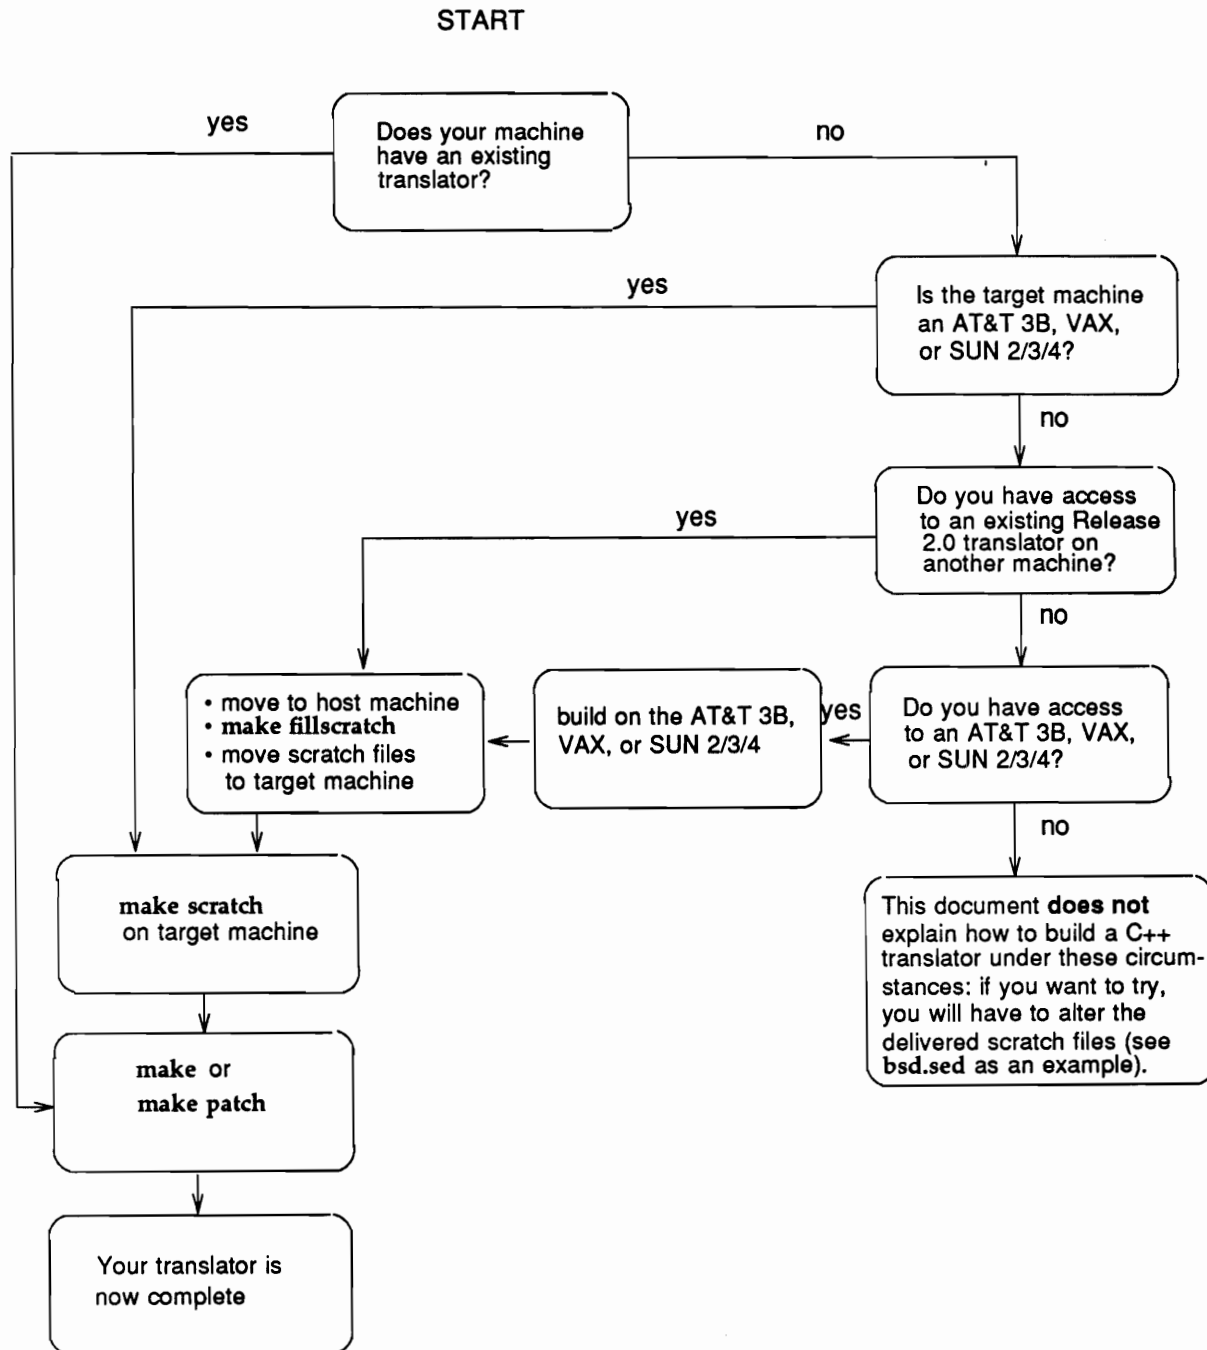 START
yes
Does your machine
have an existing
translator?
no
yes
Is the target machine
an AT&T 3B, VAX,
or SUN 2/3/4?
no
yes
Do you have access
to an existing Release
2.0 translator on
another machine?
no
• move to host machine
• make fillscratch
• move scratch files
to target machine
build on the AT&T 3B,
VAX, or SUN 2/3/4
yes
Do you have access
to an AT&T 3B, VAX,
or SUN 2/3/4?
no
make scratch
on target machine
This document does not
explain how to build a C++
translator under these circum-
stances: if you want to try,
you will have to alter the
delivered scratch files (see
bsd.sed as an example).
make or
make patch
Your translator is
now complete